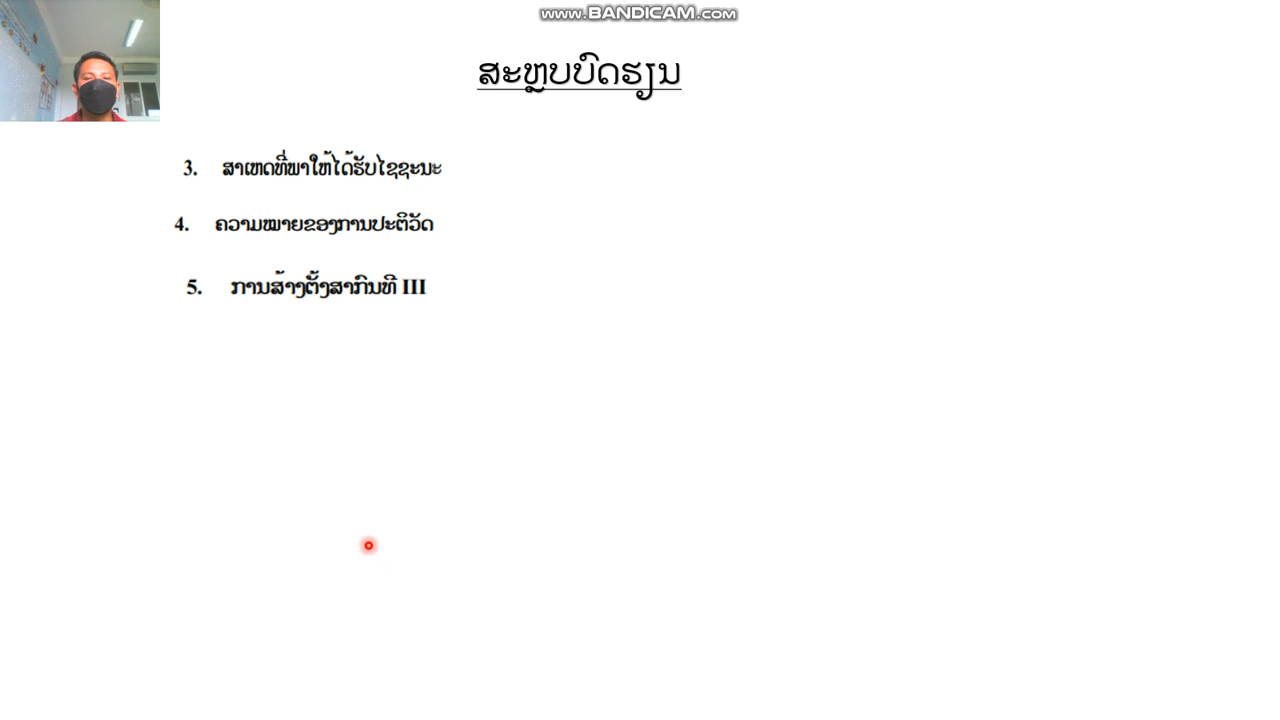 www.BANDICAM.com
ສະຫຼຸບບົດຮຽນ
3. ສາເຫດທີ່ພາໃຫ້ໄດ້ຮັບໄຊຊະນະ
4. ຄວາມໝາຍຂອງການປະຕິວັດ
5. ການສ້າງຕັ້ງສາກົນທີ III